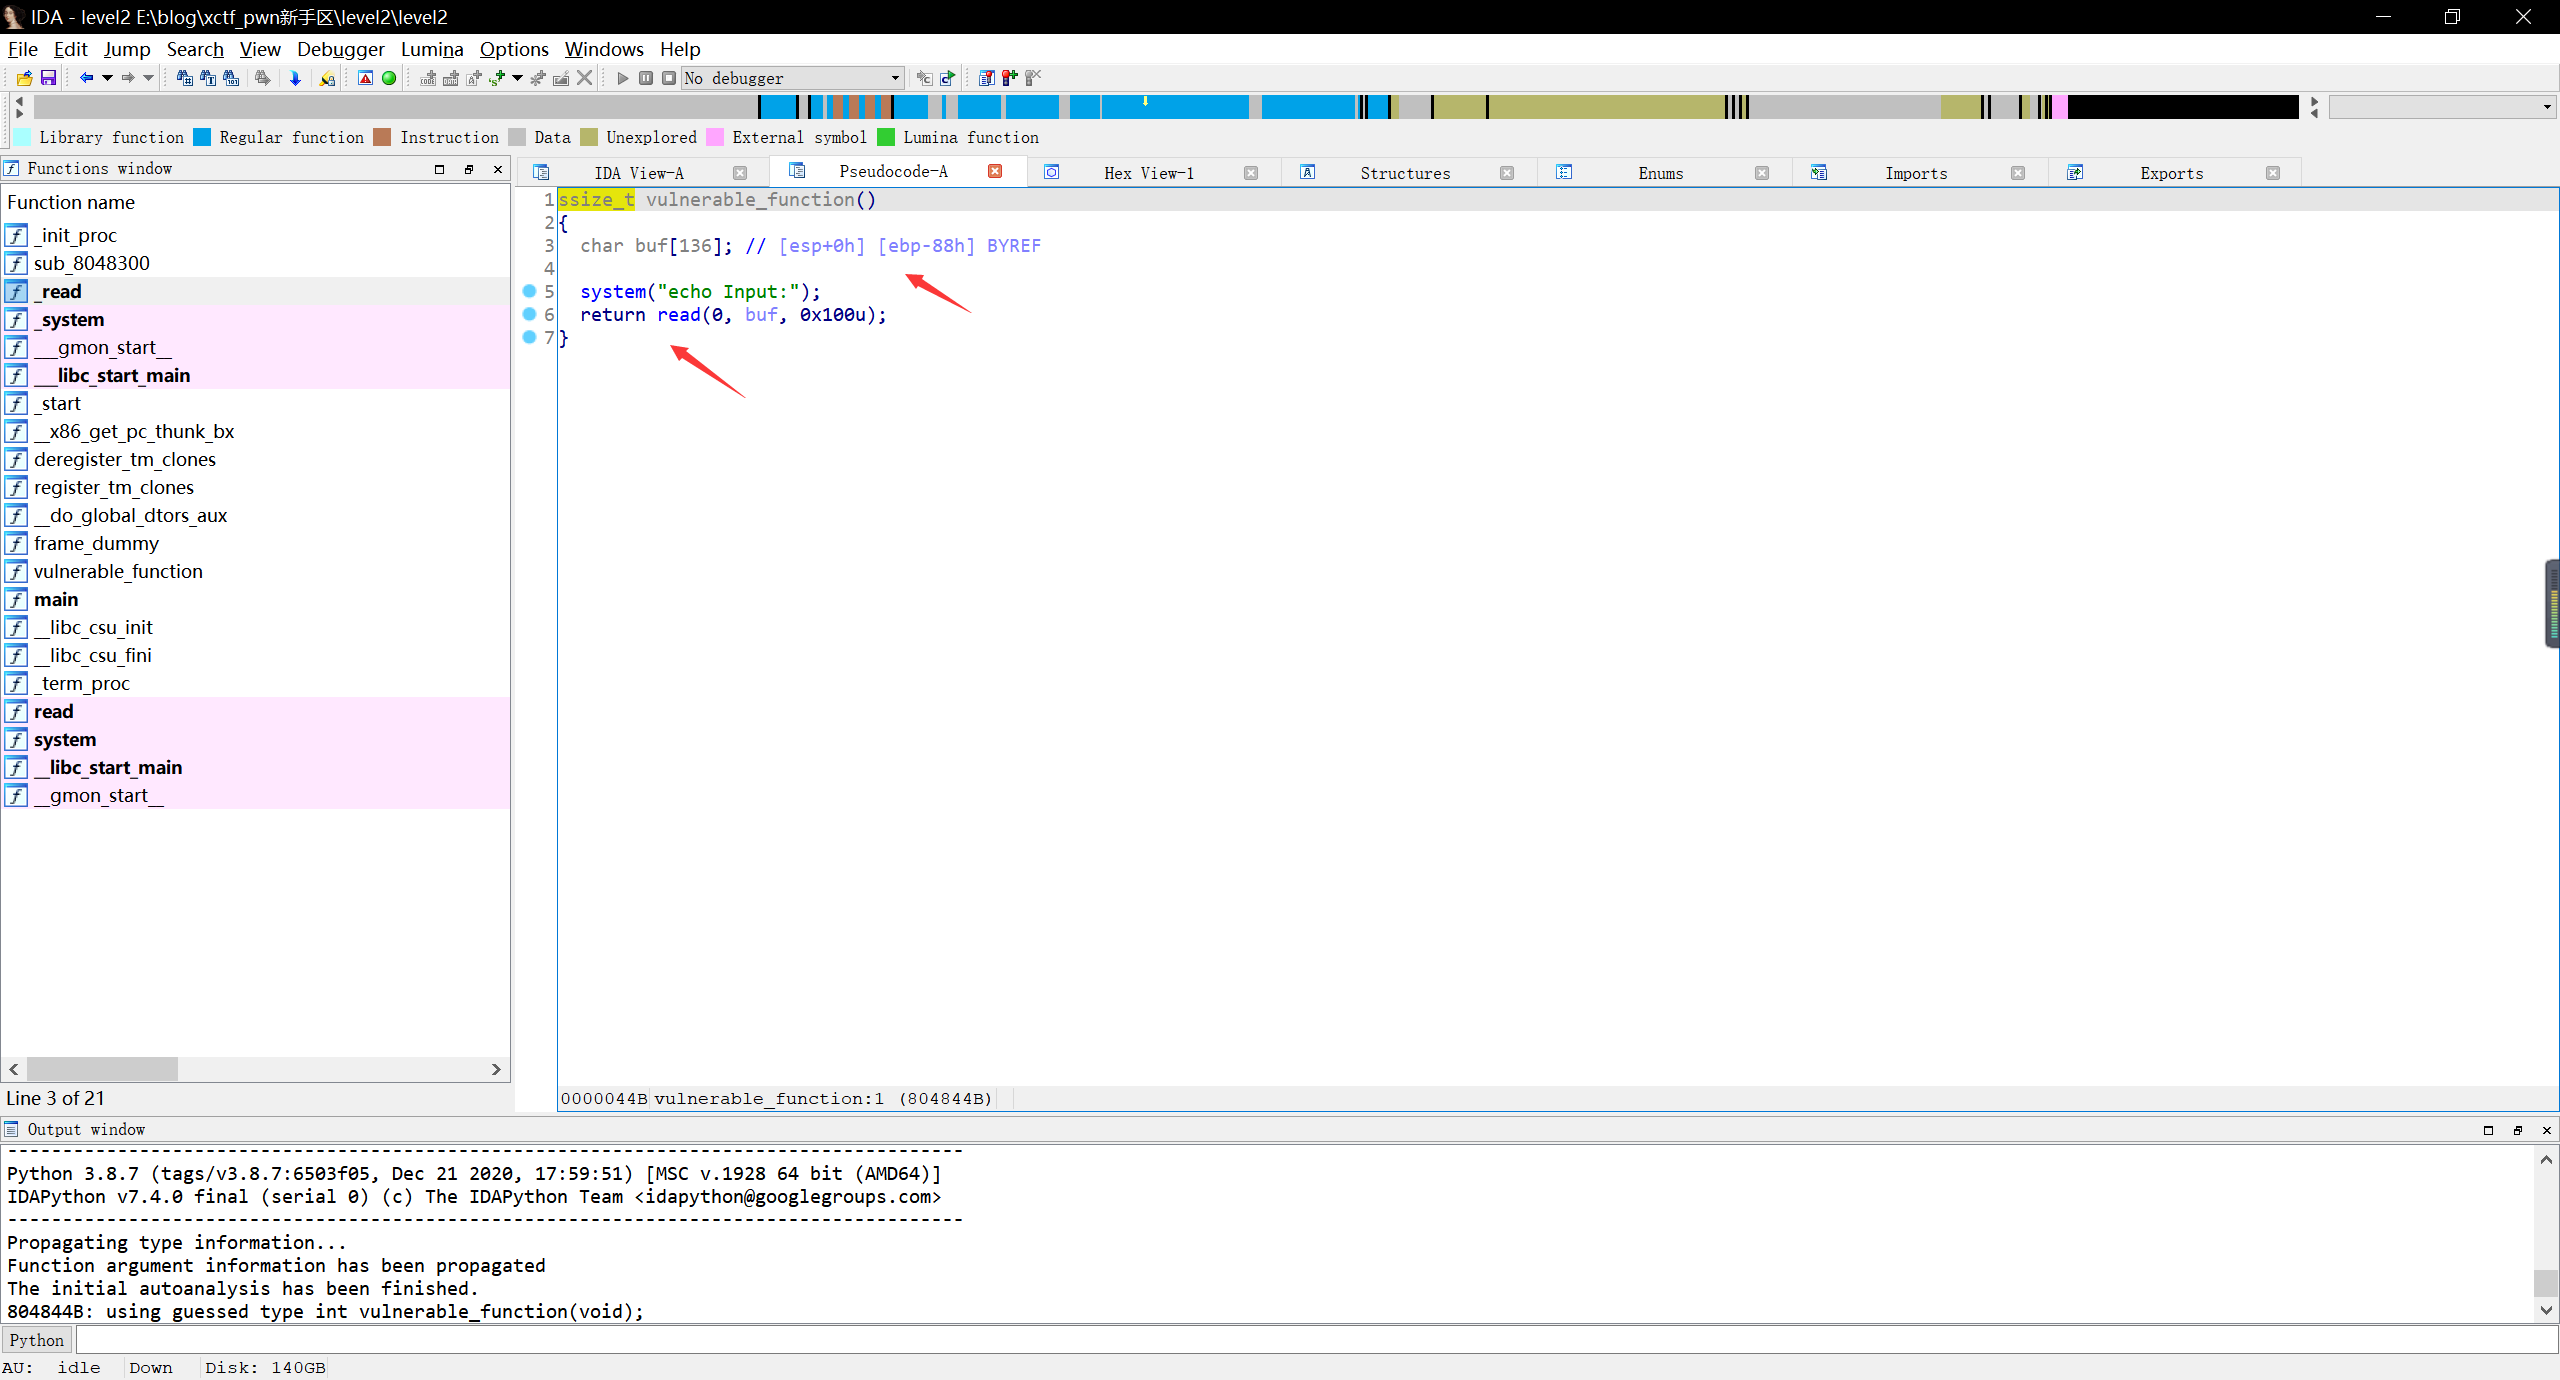 IDA - level2 E:\blog\xctf_pwn新手区\level2\level2
File Edit Jump Search View Debugger Lumina Options Windows Help
No debugger
Library function Regular function Instruction Data Unexplored External symbol Lumina function
Functions window
IDA View-A Pseudocode-A Hex View-1 Structures Enums Imports Exports
Function name
_init_proc
sub_8048300
_read
_system
___gmon_start__
___libc_start_main
_start
__x86_get_pc_thunk_bx
deregister_tm_clones
register_tm_clones
__do_global_dtors_aux
frame_dummy
vulnerable_function
main
__libc_csu_init
__libc_csu_fini
_term_proc
read
system
__libc_start_main
__gmon_start__
Line 3 of 21
1 ssize_t vulnerable_function()
2 {
3 char buf[136]; // [esp+0h] [ebp-88h] BYREF
4
5 system("echo Input:");
6 return read(0, buf, 0x100u);
7 }
0000044B vulnerable_function:1 (804844B)
Output window
---------------------------------------------------------------------------------------
Python 3.8.7 (tags/v3.8.7:6503f05, Dec 21 2020, 17:59:51) [MSC v.1928 64 bit (AMD64)]
IDAPython v7.4.0 final (serial 0) (c) The IDAPython Team <idapython@googlegroups.com>
---------------------------------------------------------------------------------------
Propagating type information...
Function argument information has been propagated
The initial autoanalysis has been finished.
804844B: using guessed type int vulnerable_function(void);
Python
AU: idle Down Disk: 140GB